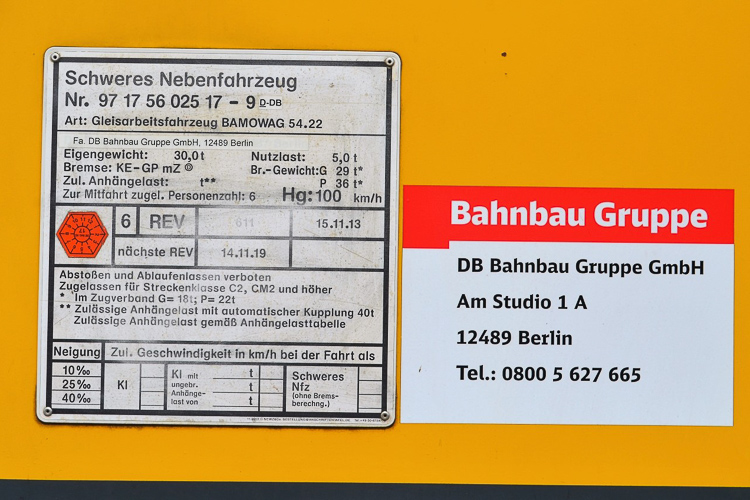 Schweres Nebenfahrzeug
Nr. 97 17 56 025 17 - 9 D-DB
Art: Gleisarbeitsfahrzeug BAMOWAG 54.22
Fa. DB Bahnbau Gruppe GmbH, 12489 Berlin
Eigengewicht: 30,0 t Nutzlast: 5,0 t
Bremse: KE-GP mZ Br.-Gewicht: G 29 t*
Zul. Anhängelast: t** P 36 t*
Zur Mitfahrt zugel. Personenzahl: 6 Hg: 100 km/h
6 REV 15.11.13
nächste REV 14.11.19
Abstoßen und Ablaufenlassen verboten
Zugelassen für Streckenklasse C2, CM2 und höher
* Im Zugverband G= 18t; P= 22t
** Zulässige Anhängelast mit automatischer Kupplung 40t
Zulässige Anhängelast gemäß Anhängelasttabelle
Neigung Zul. Geschwindigkeit in km/h bei der Fahrt als
10 ‰
25 ‰
40 ‰
Kl
Kl mit
ungebr.
Anhänge-
last von
t
t
t
Schweres
Nfz
(ohne Brems-
berechng.)
Bahnbau Gruppe
DB Bahnbau Gruppe GmbH
Am Studio 1 A
12489 Berlin
Tel.: 0800 5 627 665